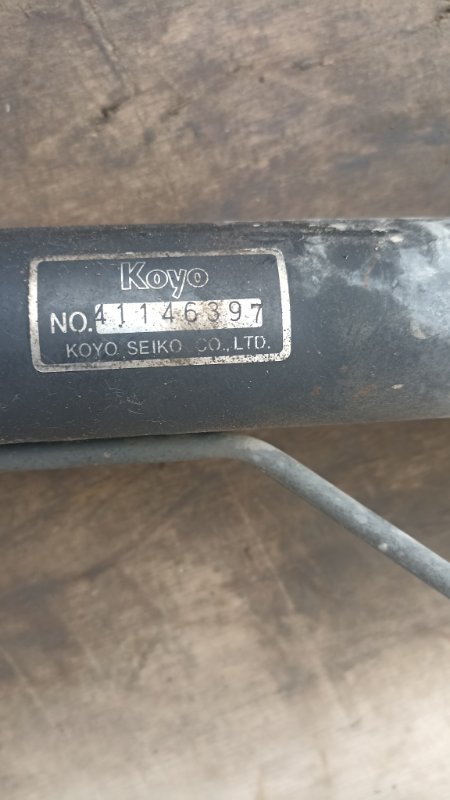 Koyo
NO. 41146397
KOYO SEIKO CO., LTD.